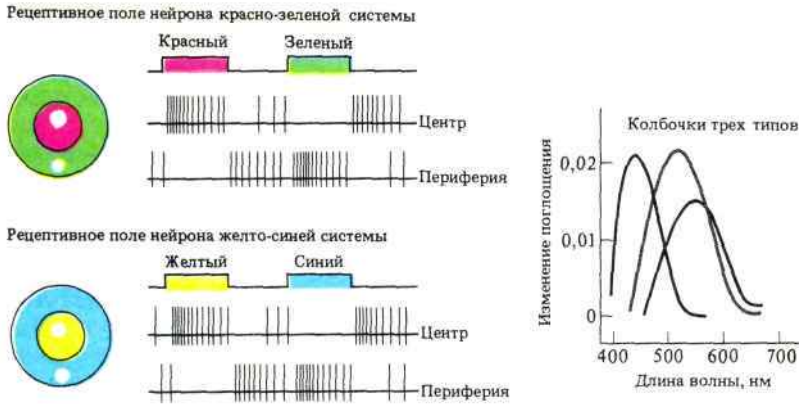 Рецептивное поле нейрона красно-зеленой системы
Красный Зеленый
Центр
Периферия
Рецептивное поле нейрона желто-синей системы
Желтый Синий
Центр
Периферия
Колбочки трех типов
Изменение поглощения
0,02
0,01
0
400 500 600 700
Длина волны, нм